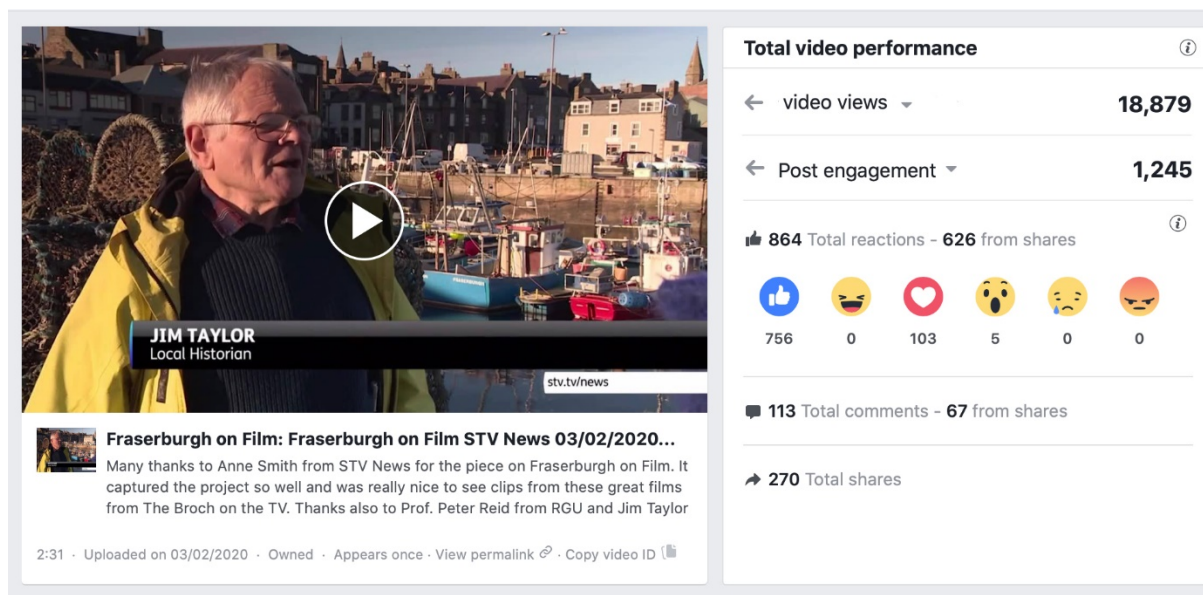 JIM TAYLOR
Local Historian
stv.tv/news
Fraserburgh on Film: Fraserburgh on Film STV News 03/02/2020...
Many thanks to Anne Smith from STV News for the piece on Fraserburgh on Film. It
captured the project so well and was really nice to see clips from these great films
from The Broch on the TV. Thanks also to Prof. Peter Reid from RGU and Jim Taylor
2:31 · Uploaded on 03/02/2020 · Owned · Appears once · View permalink · Copy video ID
Total video performance
video views 18,879
Post engagement 1,245
864 Total reactions - 626 from shares
756 0 103 5 0 0
113 Total comments - 67 from shares
270 Total shares